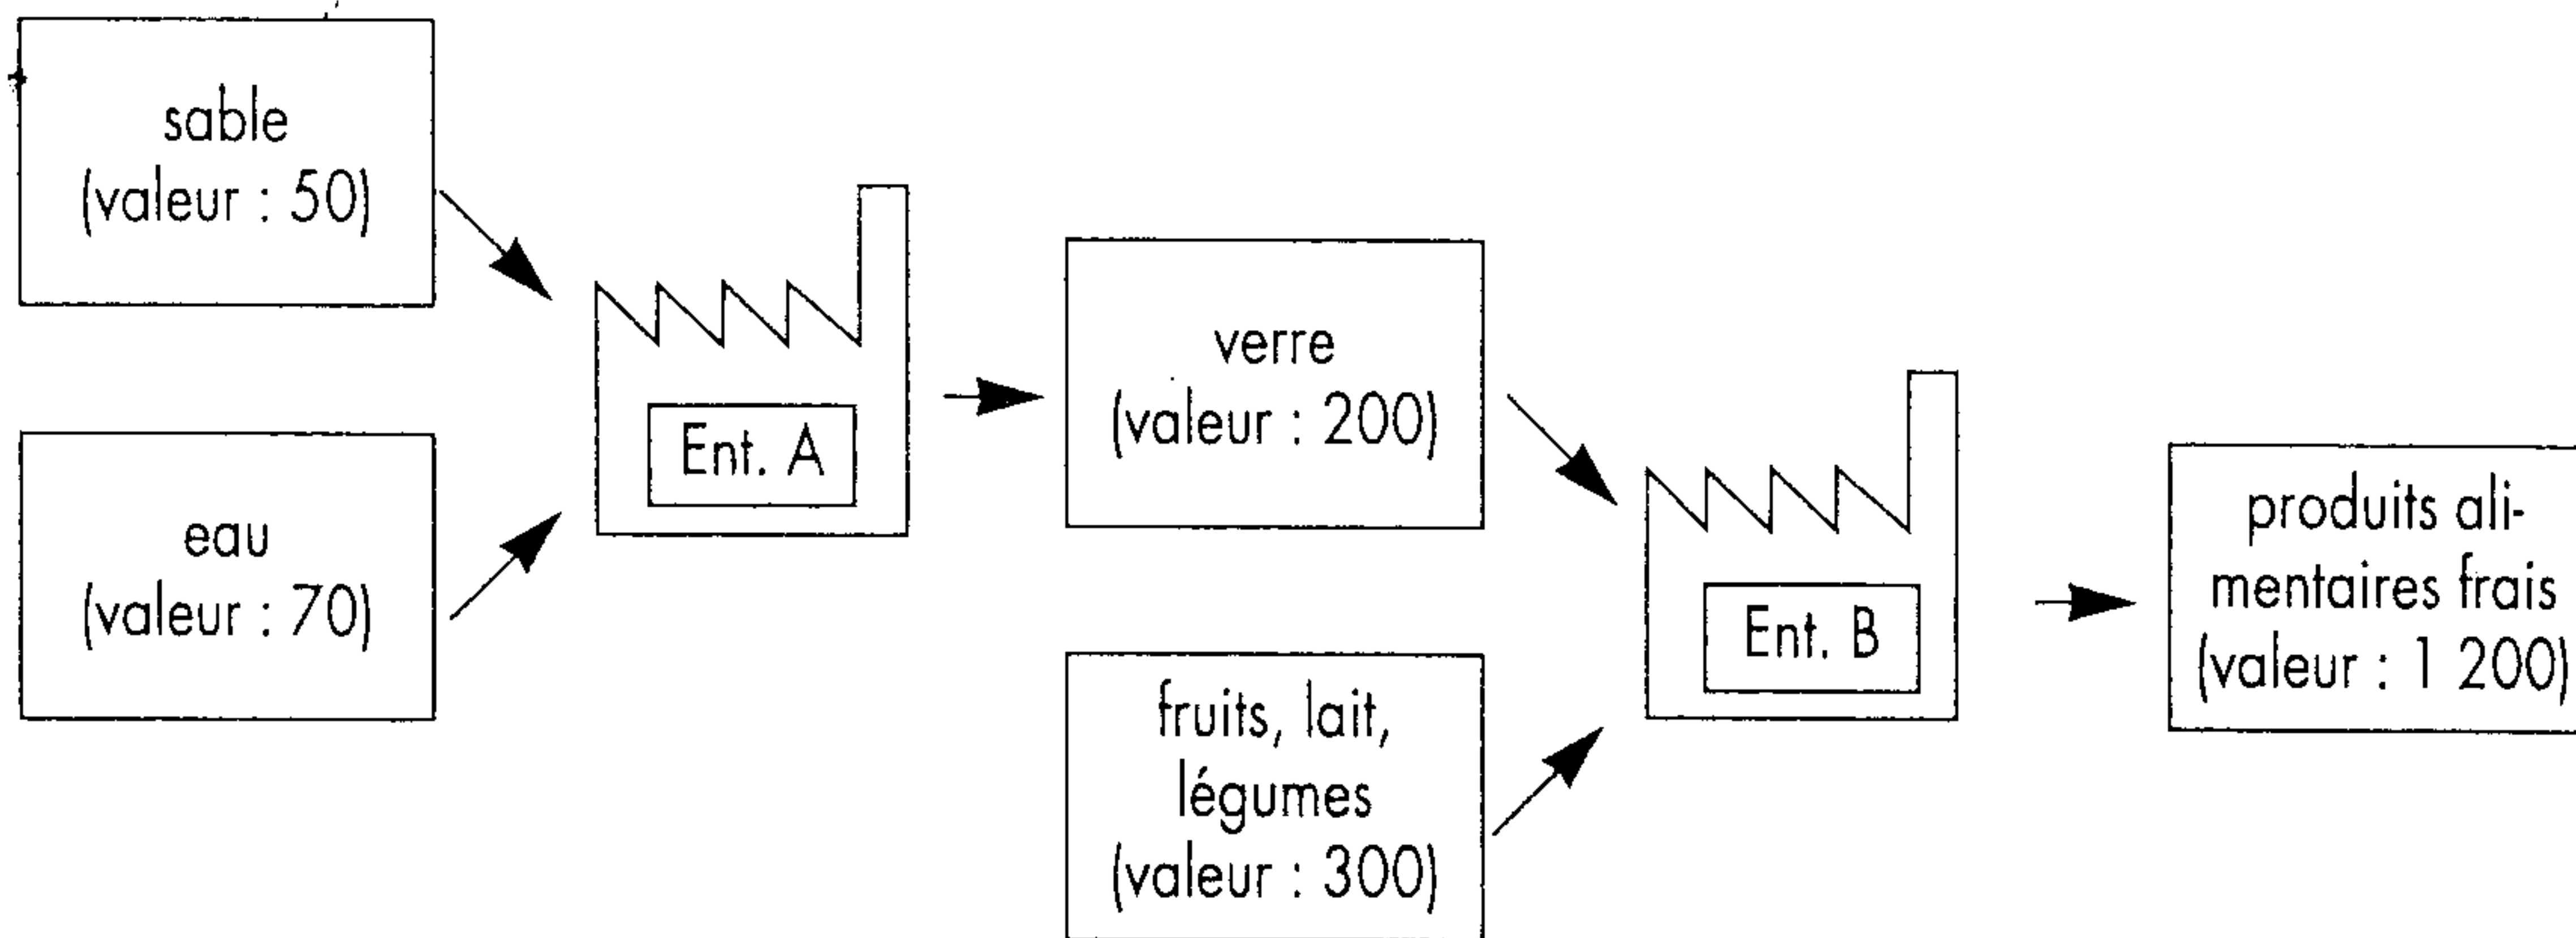 sable
(valeur : 50)
eau
(valeur : 70)
Ent. A
verre
(valeur : 200)
fruits, lait,
légumes
(valeur : 300)
Ent. B
produits ali-
mentaires frais
(valeur : 1 200)